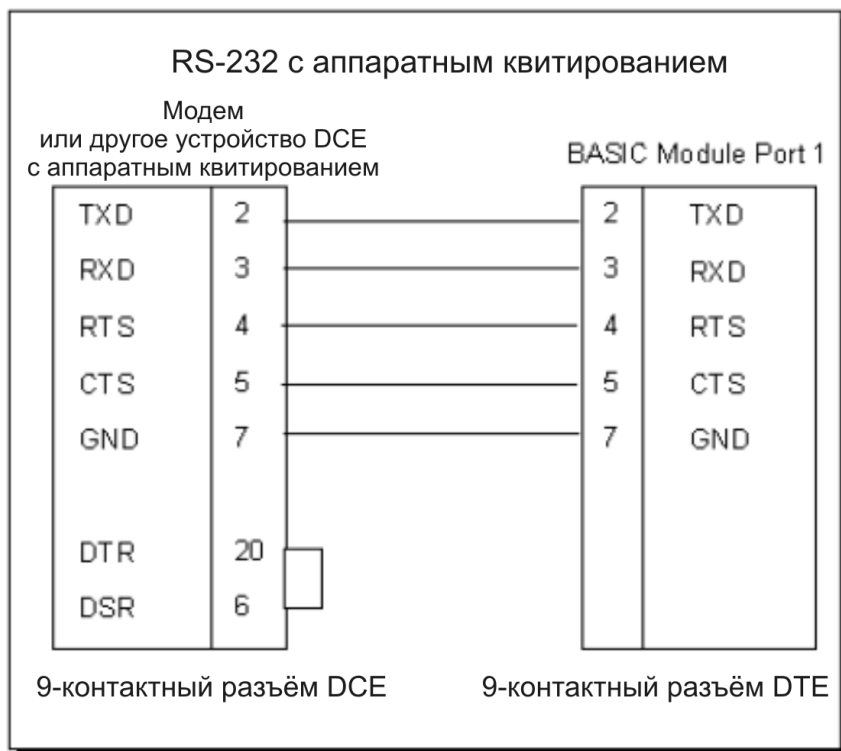 RS-232 с аппаратным квитированием
Модем
или другое устройство DCE
с аппаратным квитированием
BASIC Module Port 1
TXD 2 2 TXD
RXD 3 3 RXD
RTS 4 4 RTS
CTS 5 5 CTS
GND 7 7 GND
DTR 20
DSR 6
9-контактный разъём DCE 9-контактный разъём DTE